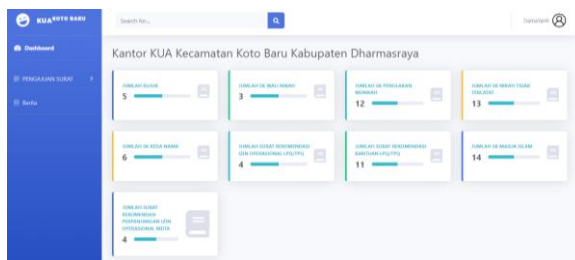 KUA KOTO BARU
Search for...
Dashboard
Kantor KUA Kecamatan Koto Baru Kabupaten Dharmasraya
PENGAJUAN SURAT
Berita
JUMLAH
5
JUMLAH SK WALI NIKAH
3
JUMLAH SK PENOLAKAN
MENIKAH
12
JUMLAH SK NIKAH TIDAK
TERCATAT
13
JUMLAH SK BEDA NAMA
6
JUMLAH SURAT REKOMENDASI
IZIN OPERASIONAL LPQ/TPQ
4
JUMLAH SURAT REKOMENDASI
BANTUAN LPQ/TPQ
11
JUMLAH SK MASUK ISLAM
14
JUMLAH SURAT
REKOMENDASI
PERPANJANGAN IZIN
OPERASIONAL
4